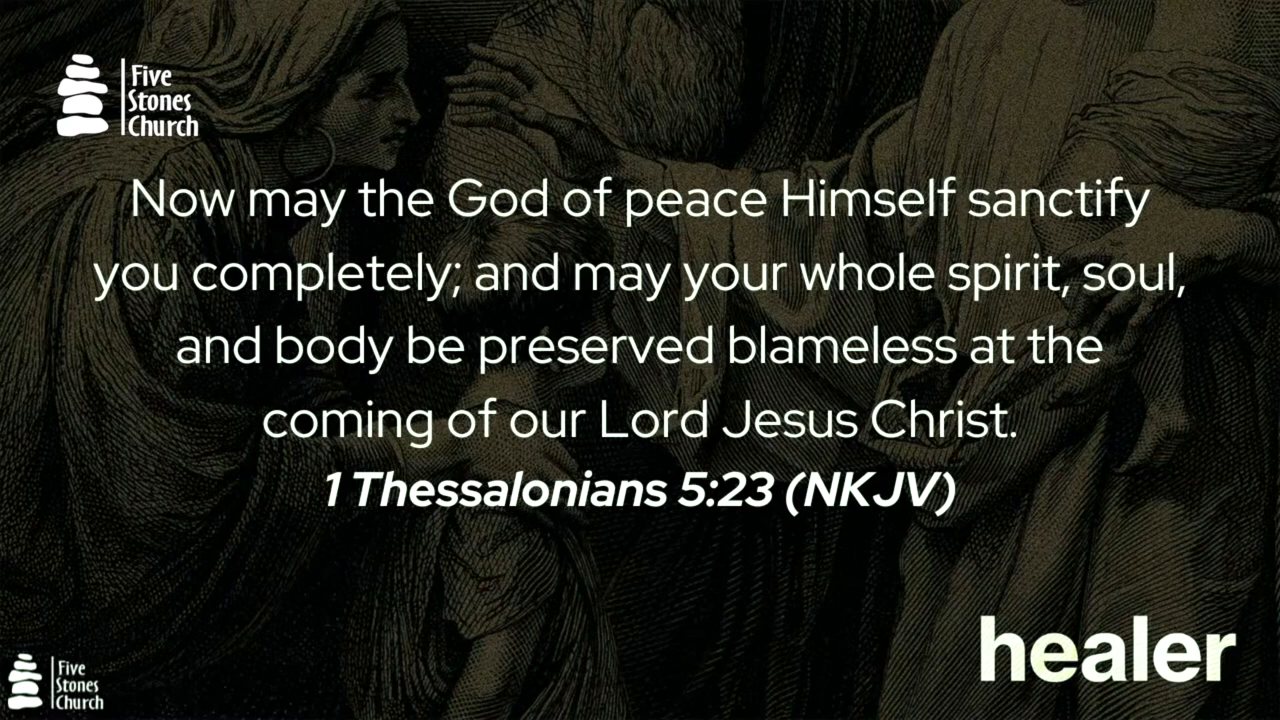 Five
Stones
Church
Now may the God of peace Himself sanctify
you completely; and may your whole spirit, soul,
and body be preserved blameless at the
coming of our Lord Jesus Christ.
1 Thessalonians 5:23 (NKJV)
healer
Five
Stones
Church